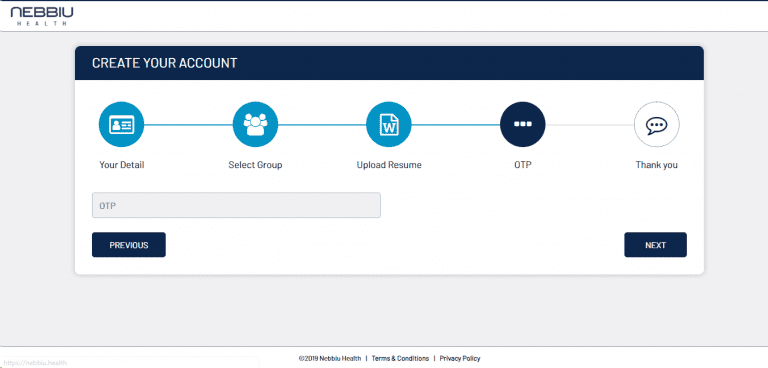 NEBBIU
HEALTH
CREATE YOUR ACCOUNT
W
Your Detail Select Group Upload Resume OTP Thank you
OTP
PREVIOUS NEXT
©2019 Nebbiu Health | Terms & Conditions | Privacy Policy
https://nebbiu.health